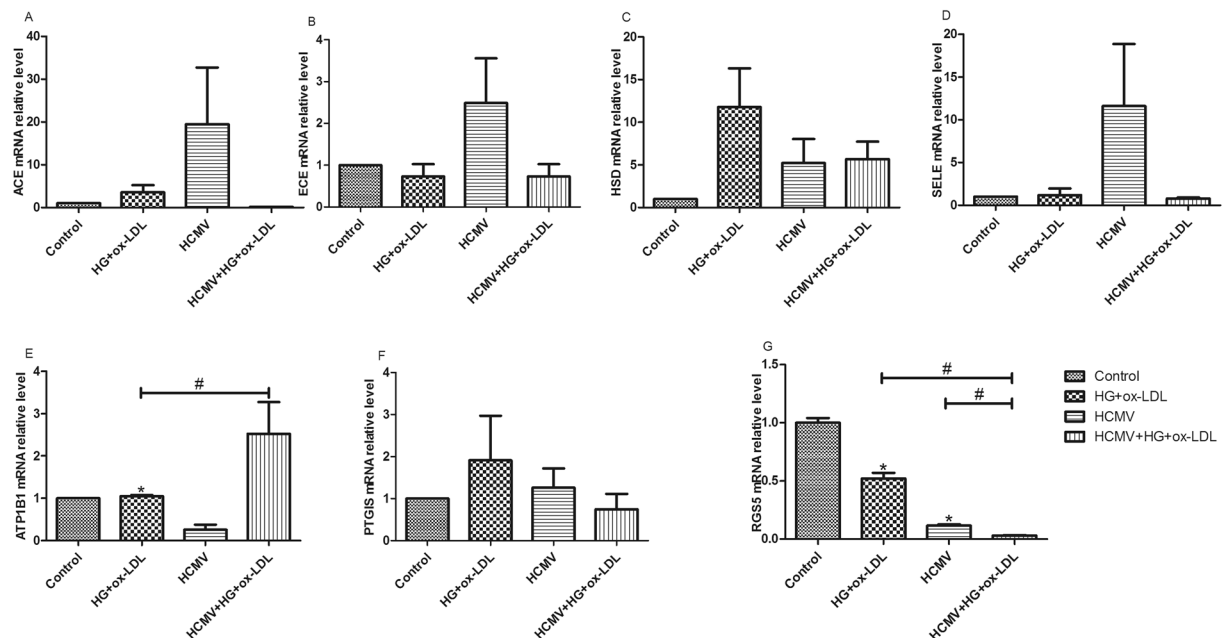 A
ACE mRNA relative level
40
30
20
10
0
Control
HG+ox-LDL
HCMV
HCMV+HG+ox-LDL
B
ECE mRNA relative level
4
3
2
1
0
Control
HG+ox-LDL
HCMV
HCMV+HG+ox-LDL
C
HSD mRNA relative level
20
15
10
5
0
Control
HG+ox-LDL
HCMV
HCMV+HG+ox-LDL
D
SELE mRNA relative level
20
15
10
5
0
Control
HG+ox-LDL
HCMV
HCMV+HG+ox-LDL
E
ATP1B1 mRNA relative level
4
3
2
1
0
#
*
Control
HG+ox-LDL
HCMV
HCMV+HG+ox-LDL
F
PTGIS mRNA relative level
4
3
2
1
0
Control
HG+ox-LDL
HCMV
HCMV+HG+ox-LDL
G
RGS5 mRNA relative level
1.5
1.0
0.5
0.0
#
#
*
*
Control
HG+ox-LDL
HCMV
HCMV+HG+ox-LDL
Control
HG+ox-LDL
HCMV
HCMV+HG+ox-LDL